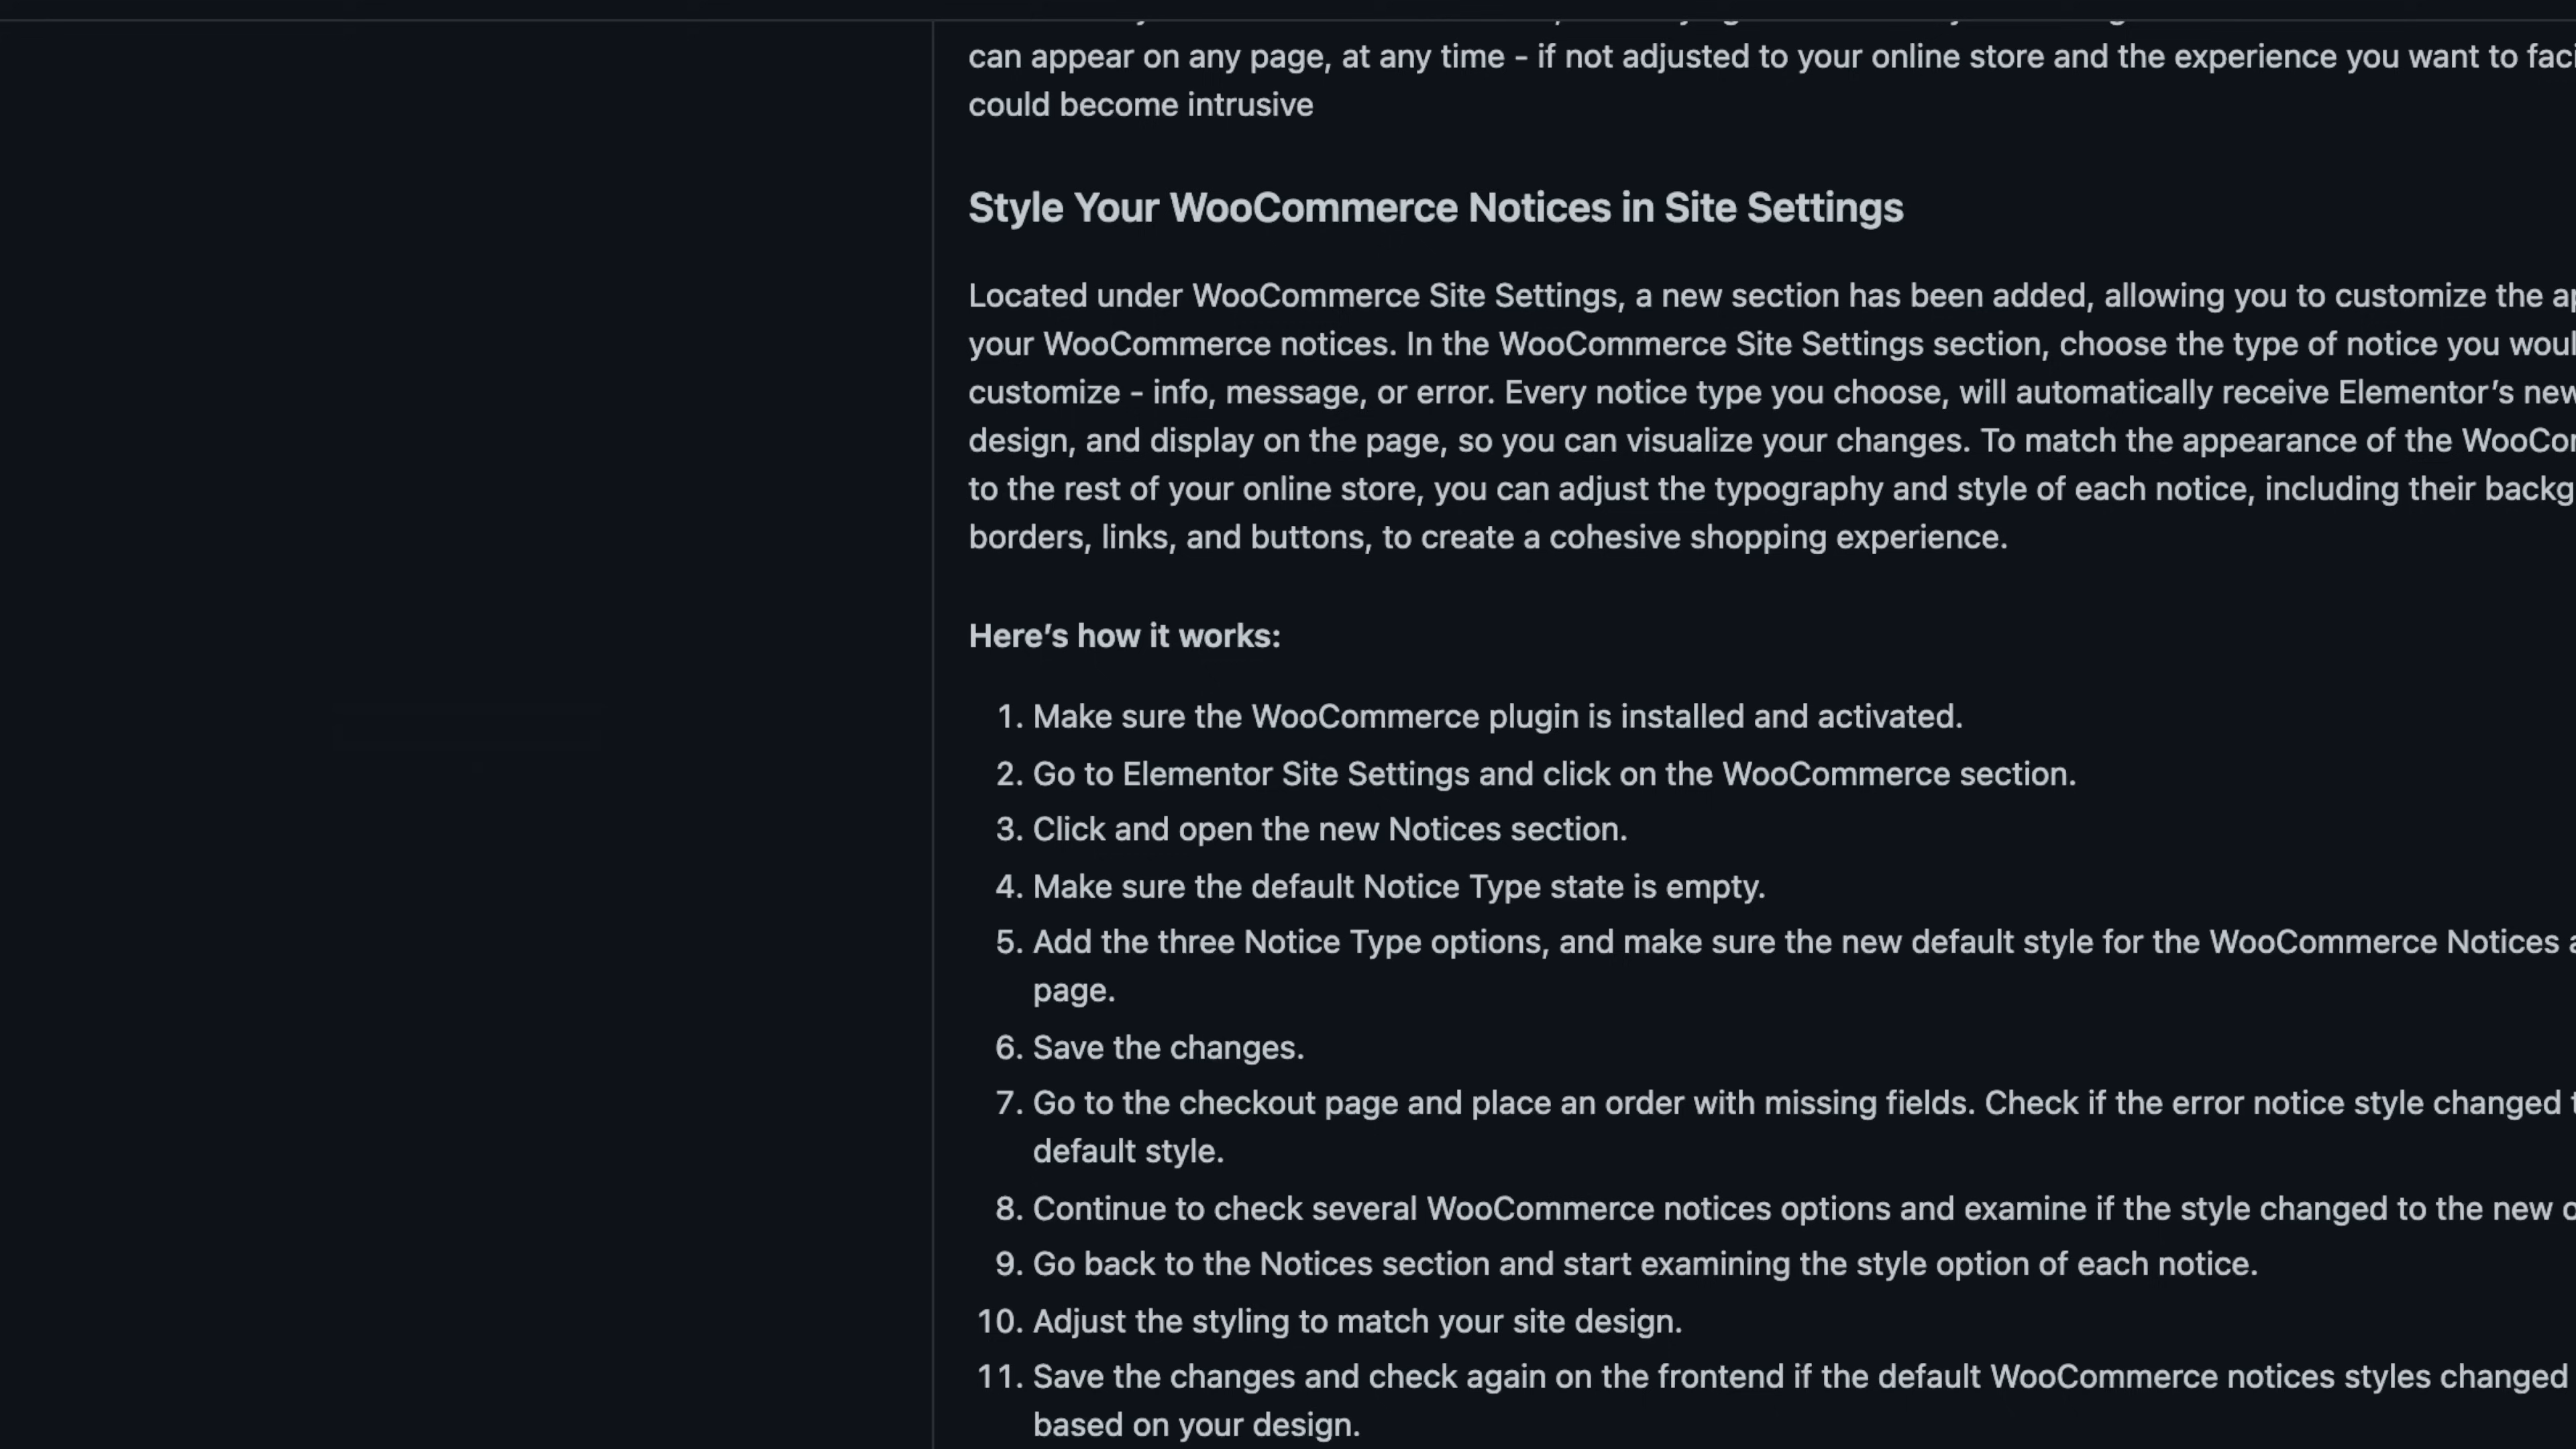 can appear on any page, at any time - if not adjusted to your online store and the experience you want to
could become intrusive
Style Your WooCommerce Notices in Site Settings
Located under WooCommerce Site Settings, a new section has been added, allowing you to customize the
your WooCommerce notices. In the WooCommerce Site Settings section, choose the type of notice you
customize - info, message, or error. Every notice type you choose, will automatically receive Elementor’s new
design, and display on the page, so you can visualize your changes. To match the appearance of the
to the rest of your online store, you can adjust the typography and style of each notice, including their
borders, links, and buttons, to create a cohesive shopping experience.
Here’s how it works:
1. Make sure the WooCommerce plugin is installed and activated.
2. Go to Elementor Site Settings and click on the WooCommerce section.
3. Click and open the new Notices section.
4. Make sure the default Notice Type state is empty.
5. Add the three Notice Type options, and make sure the new default style for the WooCommerce Notices
page.
6. Save the changes.
7. Go to the checkout page and place an order with missing fields. Check if the error notice style changed
default style.
8. Continue to check several WooCommerce notices options and examine if the style changed to the new
9. Go back to the Notices section and start examining the style option of each notice.
10. Adjust the styling to match your site design.
11. Save the changes and check again on the frontend if the default WooCommerce notices styles changed
based on your design.